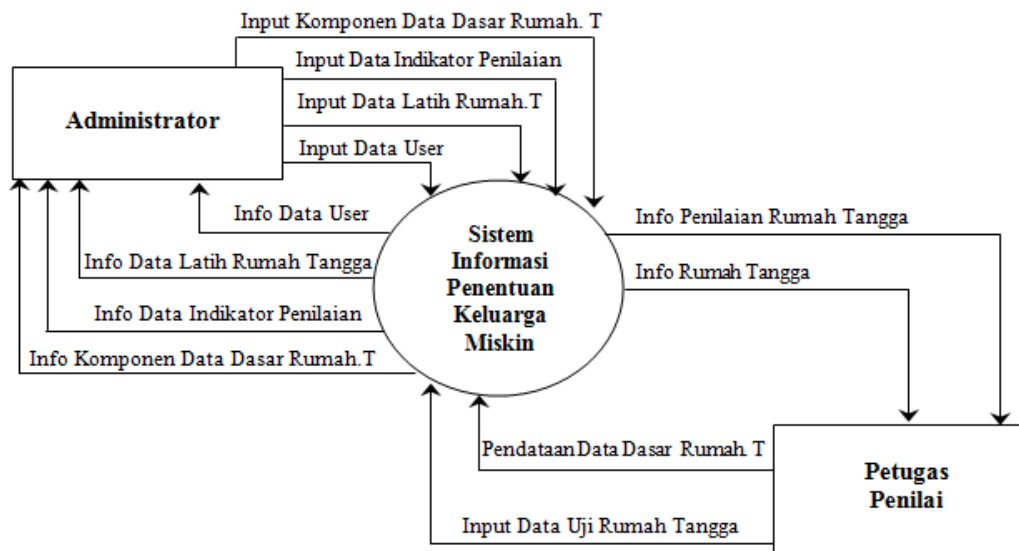 Input Komponen Data Dasar Rumah. T
Input Data Indikator Penilaian
Input Data Latih Rumah.T
Administrator
Input Data User
Info Data User
Info Data Latih Rumah Tangga
Info Data Indikator Penilaian
Info Komponen Data Dasar Rumah.T
Sistem
Informasi
Penentuan
Keluarga
Miskin
Info Penilaian Rumah Tangga
Info Rumah Tangga
Pendataan Data Dasar Rumah. T
Input Data Uji Rumah Tangga
Petugas
Penilai